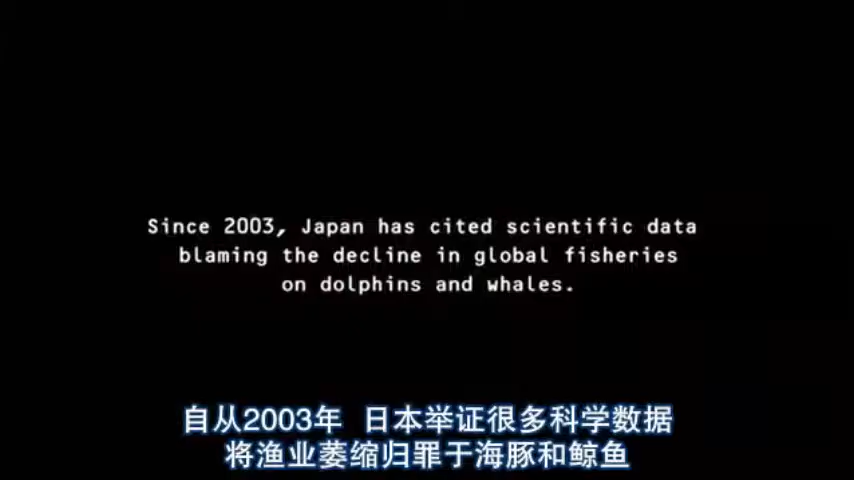 Since 2003, Japan has cited scientific data
blaming the decline in global fisheries
on dolphins and whales.
自从2003年 日本举证很多科学数据
将渔业萎缩归罪于海豚和鲸鱼